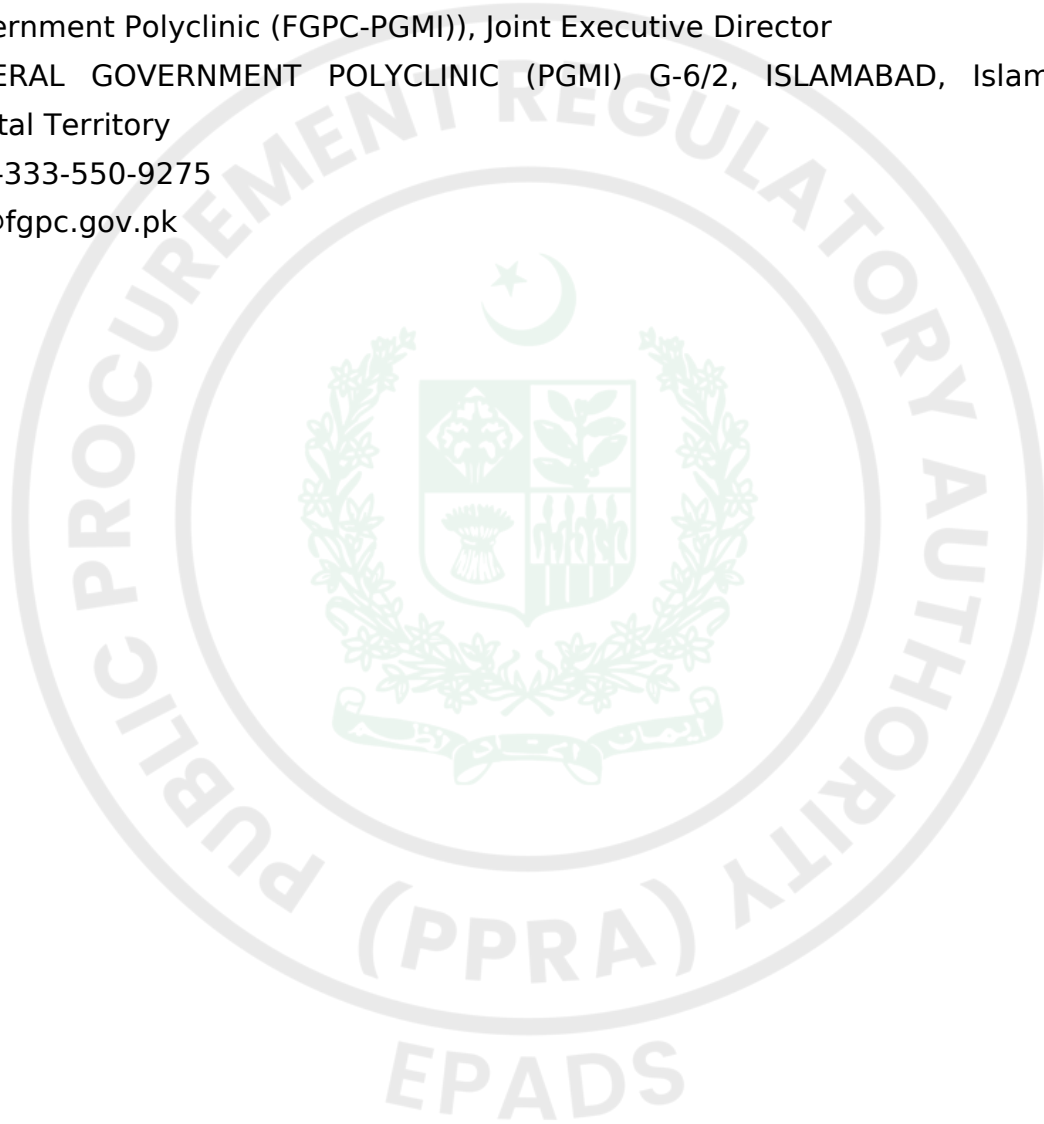 ernment Polyclinic (FGPC-PGMI)), Joint Executive Director
ERAL GOVERNMENT POLYCLINIC (PGMI) G-6/2, ISLAMABAD, Islam
tal Territory
-333-550-9275
@fgpc.gov.pk
PUBLIC PROCUREMENT REGULATORY AUTHORITY
(PPRA)
EPADS